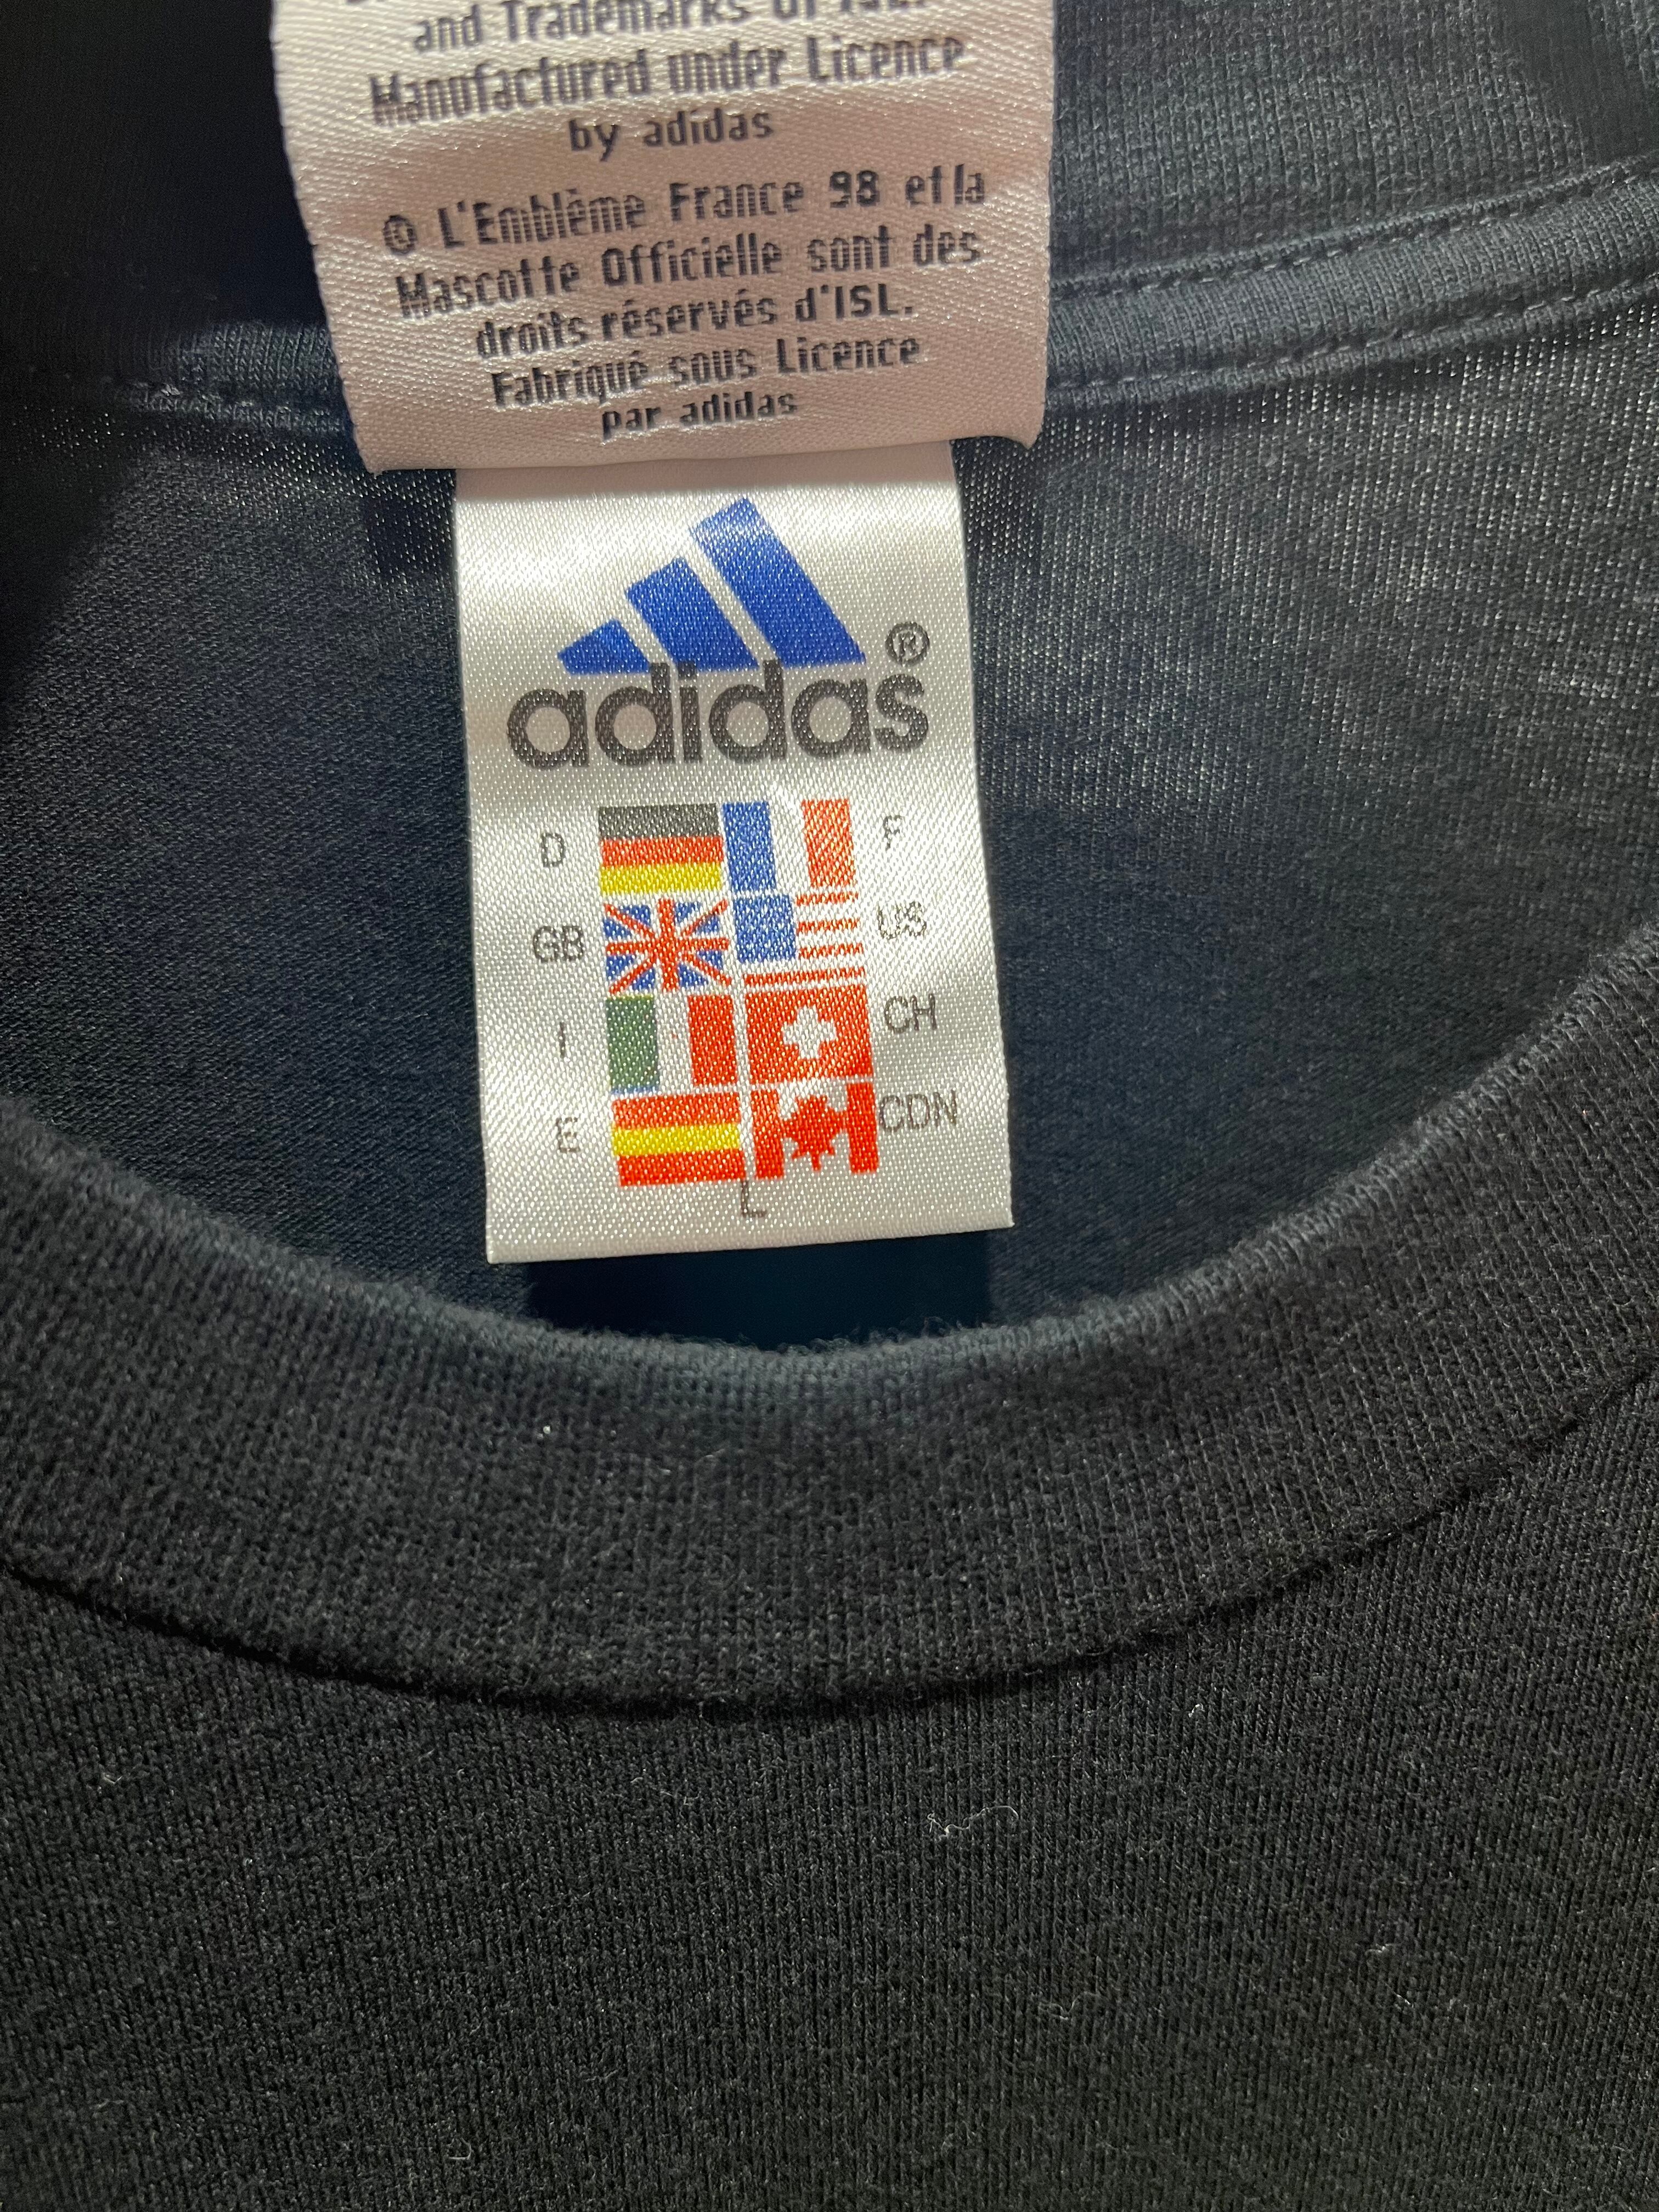 and Trademarks of ISL.
Manufactured under Licence
by adidas
© L'Emblème France 98 et la
Mascotte Officielle sont des
droits réservés d'ISL.
Fabriqué sous Licence
par adidas
adidas®
D F
GB US
I CH
E CDN
L